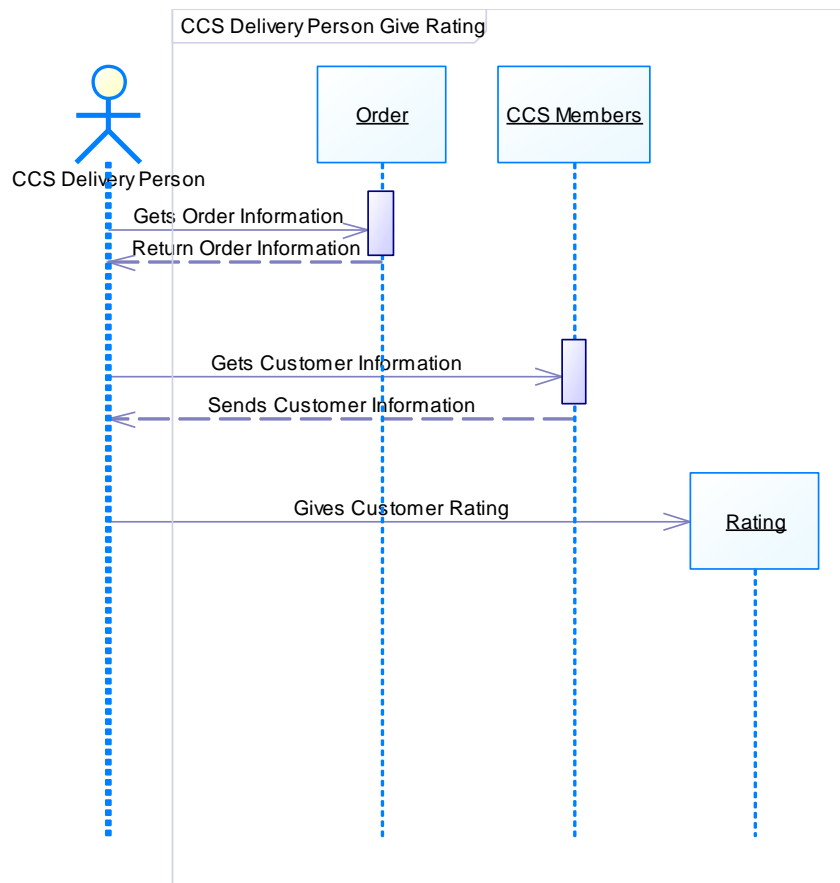 CCS Delivery Person Give Rating
Order
CCS Members
CCS Delivery Person
Gets Order Information
Return Order Information
Gets Customer Information
Sends Customer Information
Gives Customer Rating
Rating